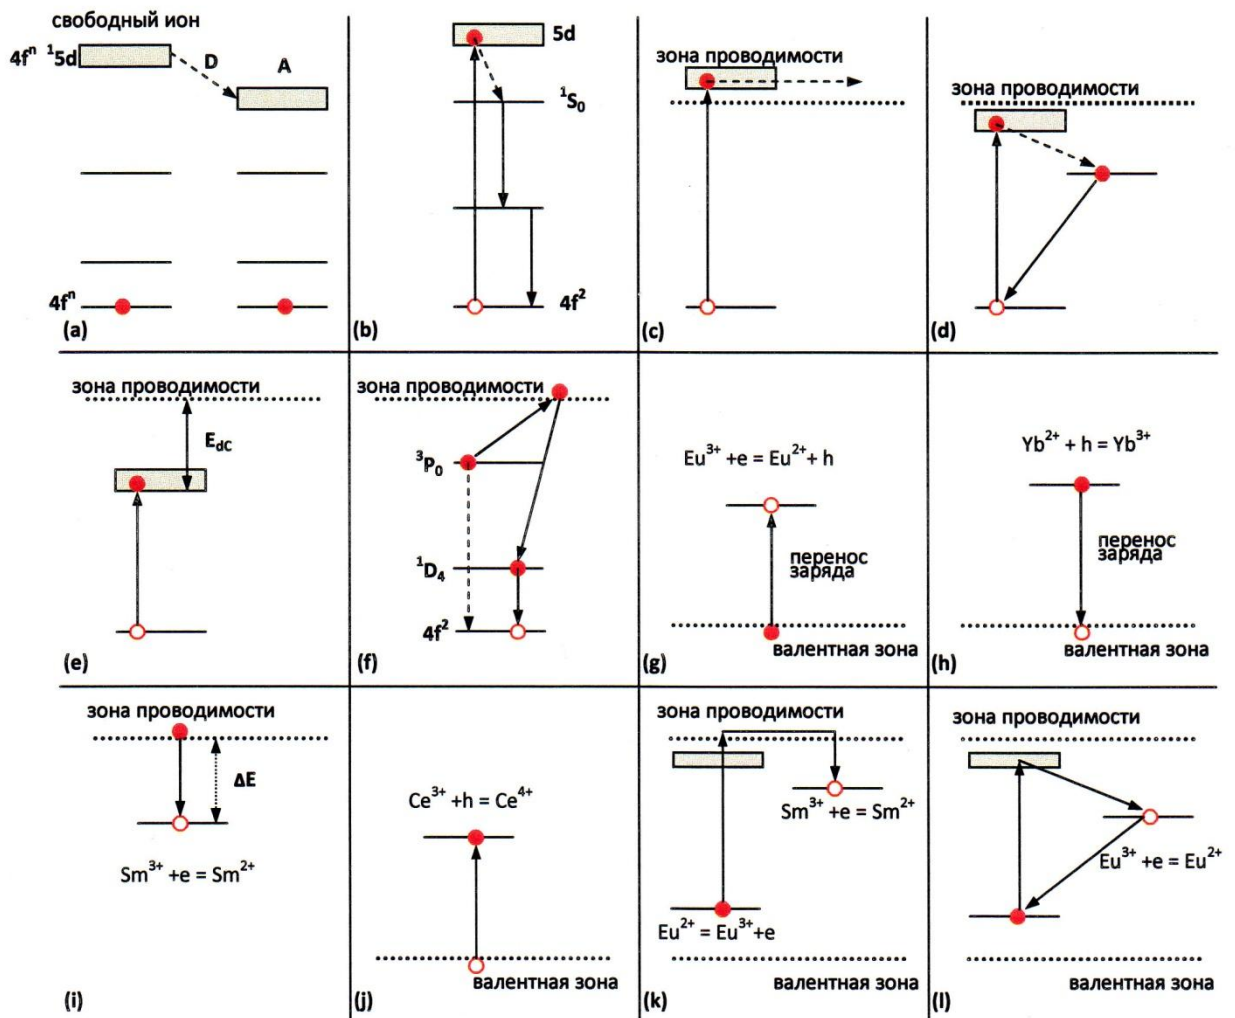 свободный ион
4fⁿ ¹5d
D
A
4fⁿ
(a)
5d
¹S₀
4f²
(b)
зона проводимости
(c)
зона проводимости
(d)
зона проводимости
E_dC
(e)
зона проводимости
³P₀
¹D₄
4f²
(f)
Eu³⁺ +e = Eu²⁺+ h
перенос
заряда
валентная зона
(g)
Yb²⁺ + h = Yb³⁺
перенос
заряда
валентная зона
(h)
зона проводимости
ΔE
Sm³⁺ +e = Sm²⁺
(i)
Ce³⁺ +h = Ce⁴⁺
валентная зона
(j)
зона проводимости
Sm³⁺ +e = Sm²⁺
Eu²⁺ = Eu³⁺+e
валентная зона
(k)
зона проводимости
Eu³⁺ +e = Eu²⁺
валентная зона
(l)